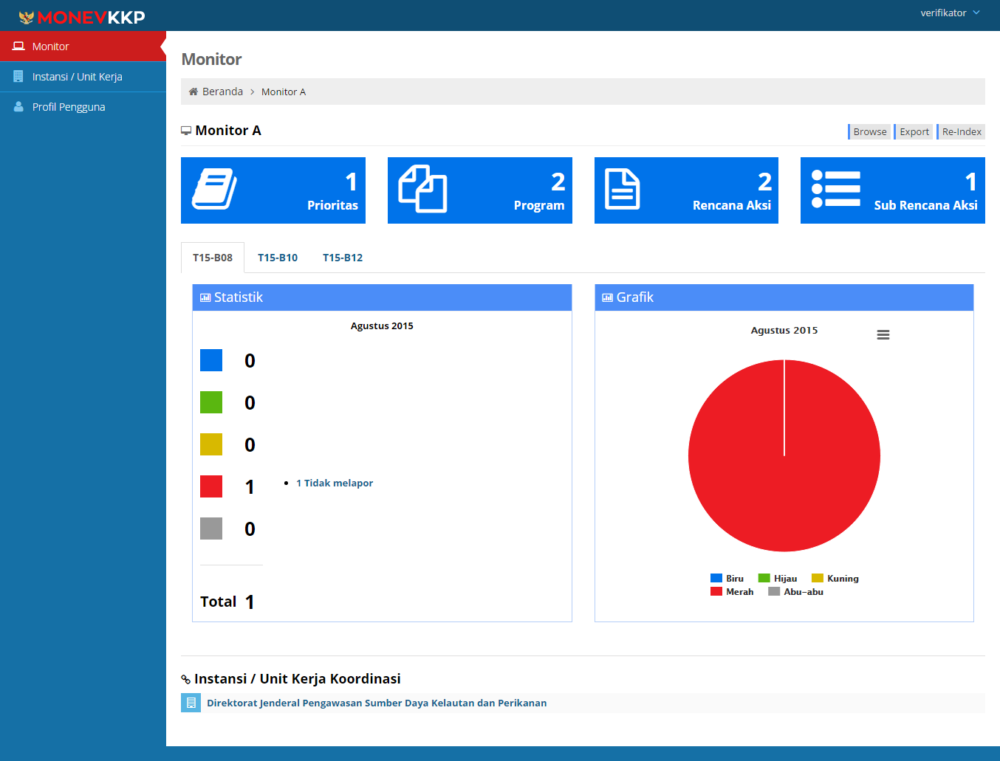 MONEVKKP
verifikator
Monitor
Instansi / Unit Kerja
Profil Pengguna
Monitor
Beranda > Monitor A
Monitor A
Browse Export Re-Index
1
Prioritas
2
Program
2
Rencana Aksi
1
Sub Rencana Aksi
T15-B08 T15-B10 T15-B12
Statistik
Agustus 2015
0
0
0
1 • 1 Tidak melapor
0
Total 1
Grafik
Agustus 2015
Biru Hijau Kuning
Merah Abu-abu
Instansi / Unit Kerja Koordinasi
Direktorat Jenderal Pengawasan Sumber Daya Kelautan dan Perikanan